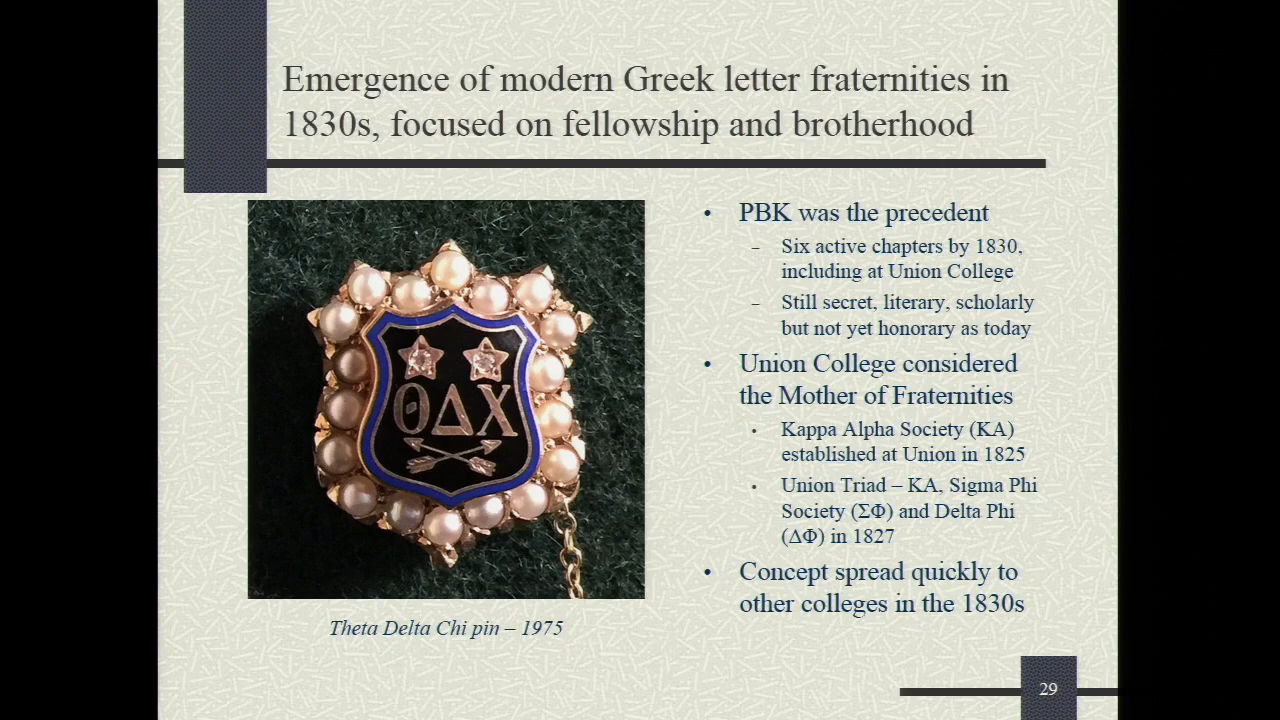 Emergence of modern Greek letter fraternities in
1830s, focused on fellowship and brotherhood
ΘΔΧ
Theta Delta Chi pin – 1975
• PBK was the precedent
– Six active chapters by 1830,
including at Union College
– Still secret, literary, scholarly
but not yet honorary as today
• Union College considered
the Mother of Fraternities
• Kappa Alpha Society (KA)
established at Union in 1825
• Union Triad – KA, Sigma Phi
Society (ΣΦ) and Delta Phi
(ΔΦ) in 1827
• Concept spread quickly to
other colleges in the 1830s
29